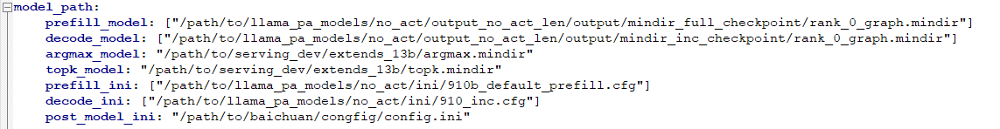 model_path:
prefill_model: ["/path/to/llama_pa_models/no_act/output_no_act_len/output/mindir_full_checkpoint/rank_0_graph.mindir"]
decode_model: ["/path/to/llama_pa_models/no_act/output_no_act_len/output/mindir_inc_checkpoint/rank_0_graph.mindir"]
argmax_model: "/path/to/serving_dev/extends_13b/argmax.mindir"
topk_model: "/path/to/serving_dev/extends_13b/topk.mindir"
prefill_ini: ["/path/to/llama_pa_models/no_act/ini/910b_default_prefill.cfg"]
decode_ini: ["/path/to/llama_pa_models/no_act/ini/910_inc.cfg"]
post_model_ini: "/path/to/baichuan/congfig/config.ini"